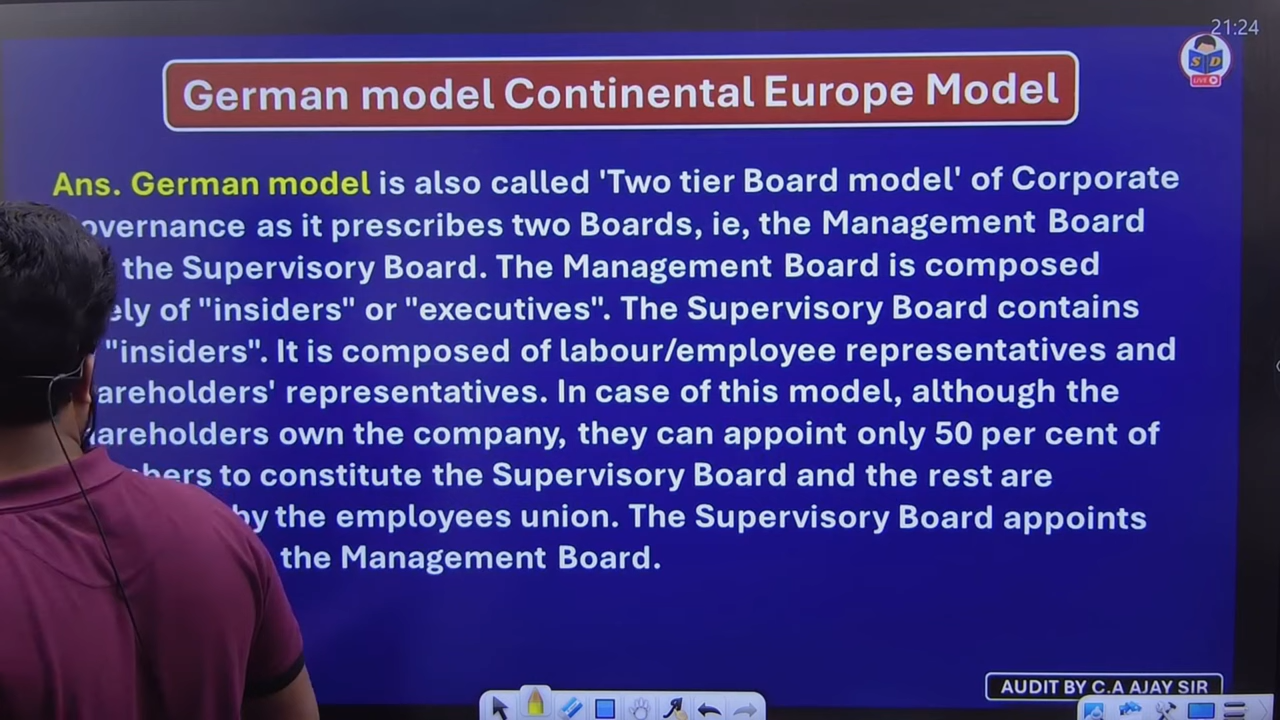 21:24
S D
LIVE
German model Continental Europe Model
Ans. German model is also called 'Two tier Board model' of Corporate
overnance as it prescribes two Boards, ie, the Management Board
the Supervisory Board. The Management Board is composed
ely of "insiders" or "executives". The Supervisory Board contains
"insiders". It is composed of labour/employee representatives and
areholders' representatives. In case of this model, although the
areholders own the company, they can appoint only 50 per cent of
bers to constitute the Supervisory Board and the rest are
by the employees union. The Supervisory Board appoints
the Management Board.
AUDIT BY C.A AJAY SIR